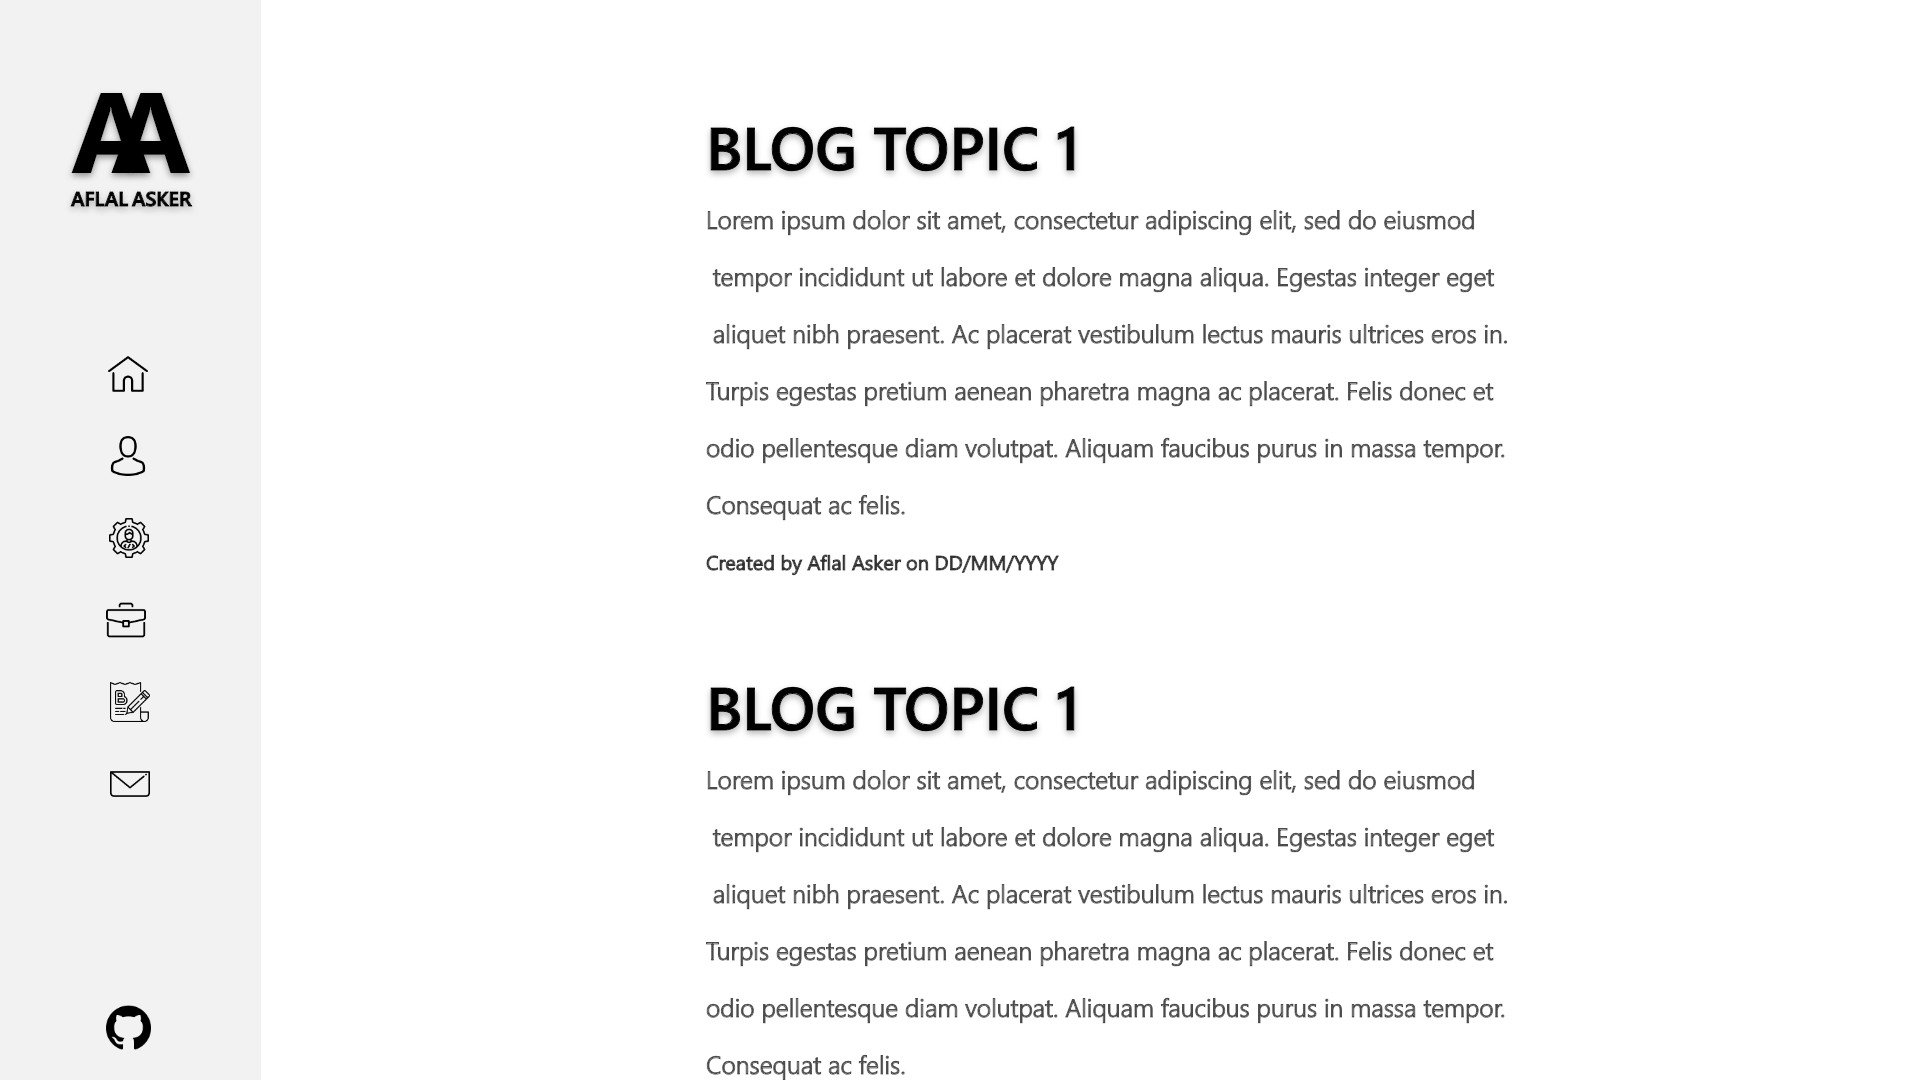 AA
AFLAL ASKER
BLOG TOPIC 1
Lorem ipsum dolor sit amet, consectetur adipiscing elit, sed do eiusmod
tempor incididunt ut labore et dolore magna aliqua. Egestas integer eget
aliquet nibh praesent. Ac placerat vestibulum lectus mauris ultrices eros in.
Turpis egestas pretium aenean pharetra magna ac placerat. Felis donec et
odio pellentesque diam volutpat. Aliquam faucibus purus in massa tempor.
Consequat ac felis.
Created by Aflal Asker on DD/MM/YYYY
BLOG TOPIC 1
Lorem ipsum dolor sit amet, consectetur adipiscing elit, sed do eiusmod
tempor incididunt ut labore et dolore magna aliqua. Egestas integer eget
aliquet nibh praesent. Ac placerat vestibulum lectus mauris ultrices eros in.
Turpis egestas pretium aenean pharetra magna ac placerat. Felis donec et
odio pellentesque diam volutpat. Aliquam faucibus purus in massa tempor.
Consequat ac felis.
B